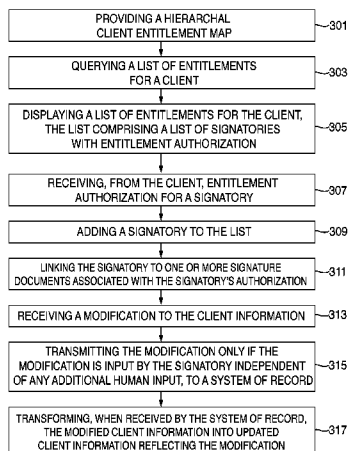 PROVIDING A HIERARCHAL
CLIENT ENTITLEMENT MAP
301
QUERYING A LIST OF ENTITLEMENTS
FOR A CLIENT
303
DISPLAYING A LIST OF ENTITLEMENTS FOR THE CLIENT,
THE LIST COMPRISING A LIST OF SIGNATORIES
WITH ENTITLEMENT AUTHORIZATION
305
RECEIVING, FROM THE CLIENT, ENTITLEMENT
AUTHORIZATION FOR A SIGNATORY
307
ADDING A SIGNATORY TO THE LIST
309
LINKING THE SIGNATORY TO ONE OR MORE SIGNATURE
DOCUMENTS ASSOCIATED WITH THE SIGNATORY'S AUTHORIZATION
311
RECEIVING A MODIFICATION TO THE CLIENT INFORMATION
313
TRANSMITTING THE MODIFICATION ONLY IF THE
MODIFICATION IS INPUT BY THE SIGNATORY INDEPENDENT
OF ANY ADDITIONAL HUMAN INPUT, TO A SYSTEM OF RECORD
315
TRANSFORMING, WHEN RECEIVED BY THE SYSTEM OF RECORD,
THE MODIFIED CLIENT INFORMATION INTO UPDATED
CLIENT INFORMATION REFLECTING THE MODIFICATION
317